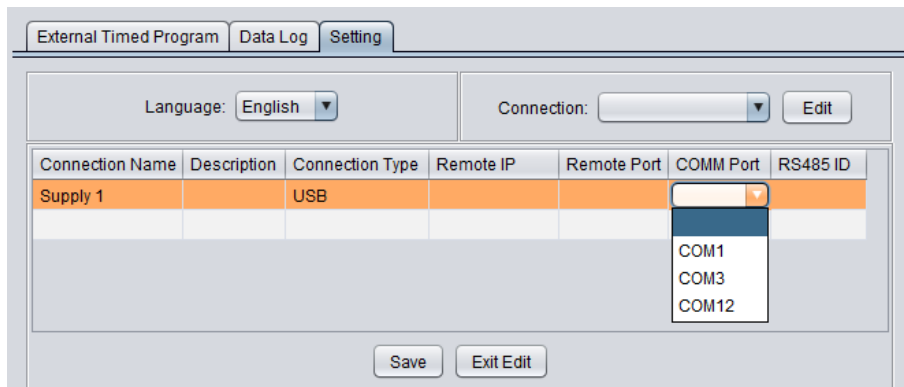 External Timed Program Data Log Setting
Language: English Connection: Edit
Connection Name Description Connection Type Remote IP Remote Port COMM Port RS485 ID
Supply 1 USB
COM1
COM3
COM12
Save Exit Edit